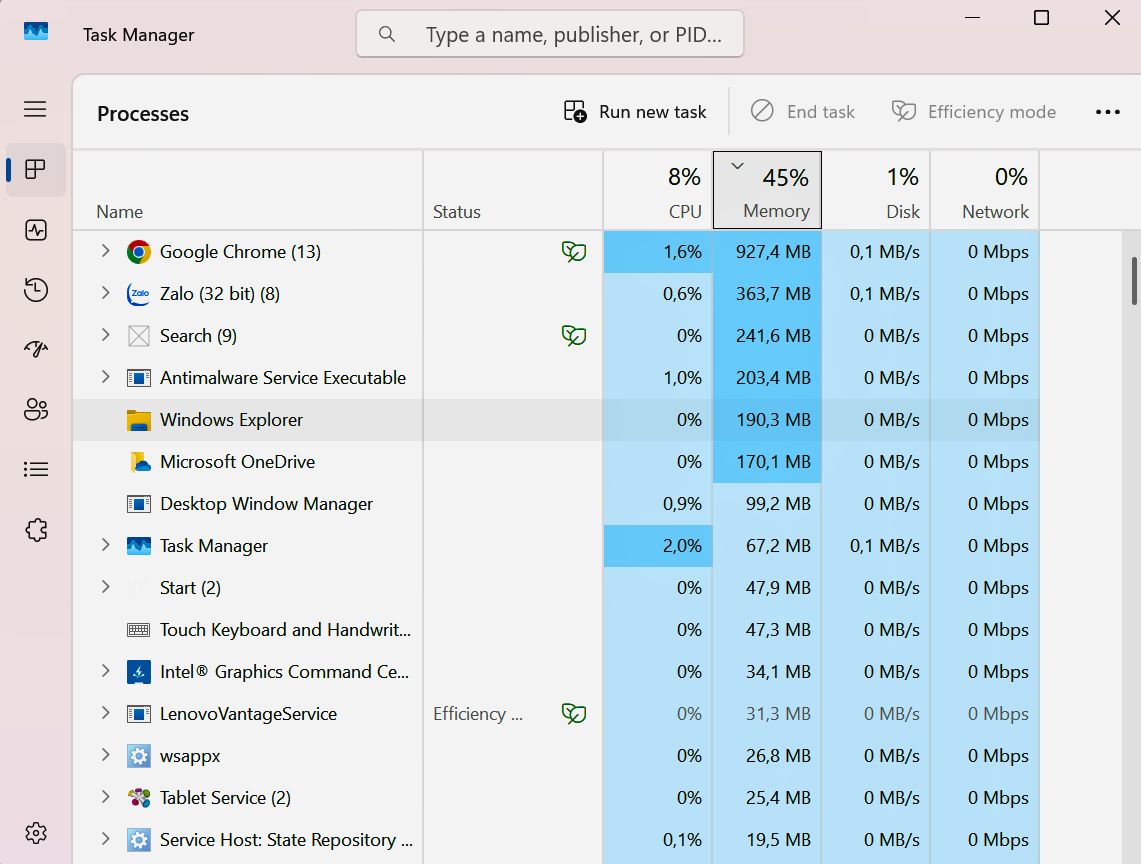 Task Manager
Type a name, publisher, or PID...
Processes
Run new task
End task
Efficiency mode
8% 45% 1% 0%
Name Status CPU Memory Disk Network
Google Chrome (13) 1,6% 927,4 MB 0,1 MB/s 0 Mbps
Zalo Zalo (32 bit) (8) 0,6% 363,7 MB 0,1 MB/s 0 Mbps
Search (9) 0% 241,6 MB 0 MB/s 0 Mbps
Antimalware Service Executable 1,0% 203,4 MB 0 MB/s 0 Mbps
Windows Explorer 0% 190,3 MB 0 MB/s 0 Mbps
Microsoft OneDrive 0% 170,1 MB 0 MB/s 0 Mbps
Desktop Window Manager 0,9% 99,2 MB 0 MB/s 0 Mbps
Task Manager 2,0% 67,2 MB 0,1 MB/s 0 Mbps
Start (2) 0% 47,9 MB 0 MB/s 0 Mbps
Touch Keyboard and Handwrit... 0% 47,3 MB 0 MB/s 0 Mbps
Intel® Graphics Command Ce... 0% 34,1 MB 0 MB/s 0 Mbps
LenovoVantageService Efficiency ... 0% 31,3 MB 0 MB/s 0 Mbps
wsappx 0% 26,8 MB 0 MB/s 0 Mbps
Tablet Service (2) 0% 25,4 MB 0 MB/s 0 Mbps
Service Host: State Repository ... 0,1% 19,5 MB 0 MB/s 0 Mbps